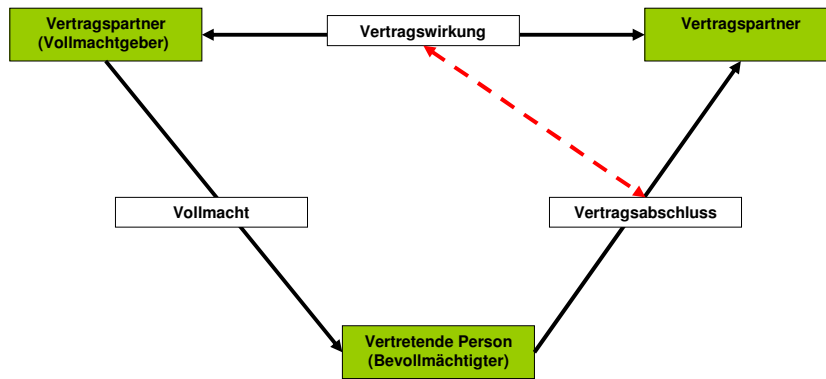 Vertragspartner
(Vollmachtgeber)
Vertragswirkung
Vertragspartner
Vollmacht
Vertragsabschluss
Vertretende Person
(Bevollmächtigter)